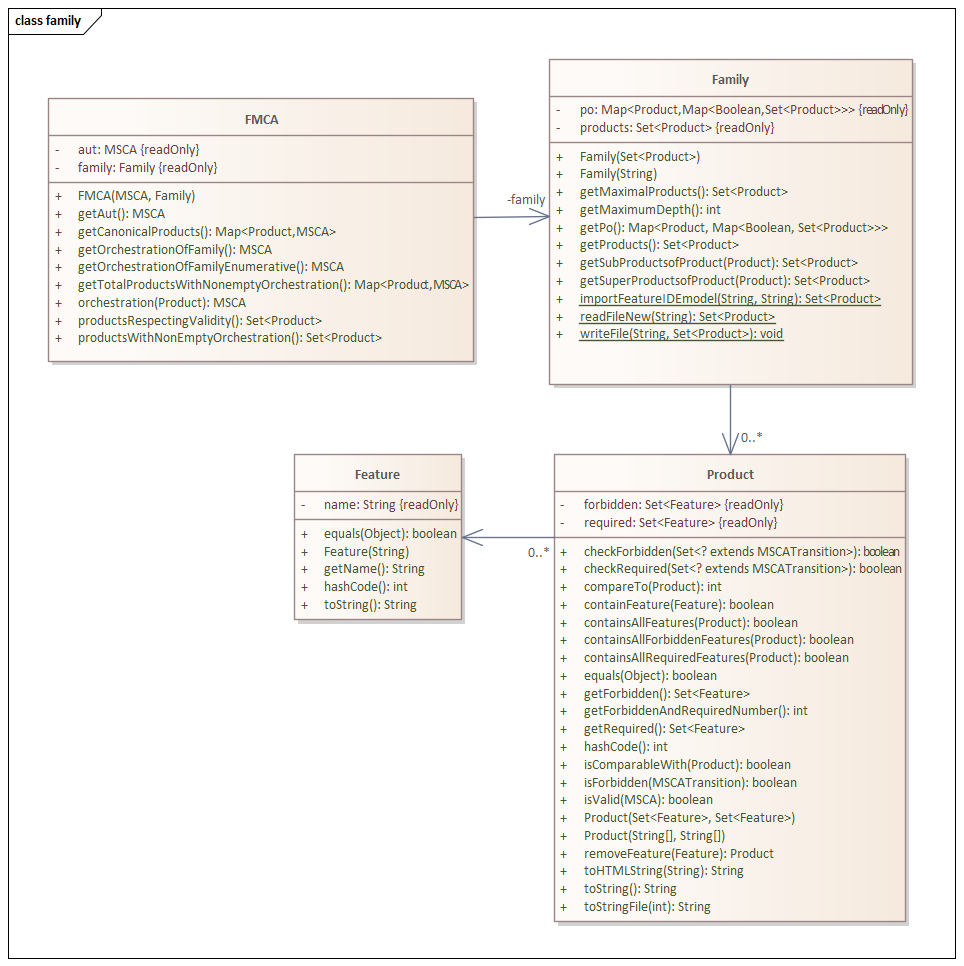 class family
FMCA
- aut: MSCA {readOnly}
- family: Family {readOnly}
+ FMCA(MSCA, Family)
+ getAut(): MSCA
+ getCanonicalProducts(): Map<Product,MSCA>
+ getOrchestrationOfFamily(): MSCA
+ getOrchestrationOfFamilyEnumerative(): MSCA
+ getTotalProductsWithNonemptyOrchestration(): Map<Product,MSCA>
+ orchestration(Product): MSCA
+ productsRespectingValidity(): Set<Product>
+ productsWithNonEmptyOrchestration(): Set<Product>
-family
Family
- po: Map<Product,Map<Boolean,Set<Product>>> {readOnly}
- products: Set<Product> {readOnly}
+ Family(Set<Product>)
+ Family(String)
+ getMaximalProducts(): Set<Product>
+ getMaximumDepth(): int
+ getPo(): Map<Product, Map<Boolean, Set<Product>>>
+ getProducts(): Set<Product>
+ getSubProductsofProduct(Product): Set<Product>
+ getSuperProductsofProduct(Product): Set<Product>
+ importFeatureIDEmodel(String, String): Set<Product>
+ readFileNew(String): Set<Product>
+ writeFile(String, Set<Product>): void
0..*
Feature
- name: String {readOnly}
+ equals(Object): boolean
+ Feature(String)
+ getName(): String
+ hashCode(): int
+ toString(): String
0..*
Product
- forbidden: Set<Feature> {readOnly}
- required: Set<Feature> {readOnly}
+ checkForbidden(Set<? extends MSCATransition>): boolean
+ checkRequired(Set<? extends MSCATransition>): boolean
+ compareTo(Product): int
+ containFeature(Feature): boolean
+ containsAllFeatures(Product): boolean
+ containsAllForbiddenFeatures(Product): boolean
+ containsAllRequiredFeatures(Product): boolean
+ equals(Object): boolean
+ getForbidden(): Set<Feature>
+ getForbiddenAndRequiredNumber(): int
+ getRequired(): Set<Feature>
+ hashCode(): int
+ isComparableWith(Product): boolean
+ isForbidden(MSCATransition): boolean
+ isValid(MSCA): boolean
+ Product(Set<Feature>, Set<Feature>)
+ Product(String[], String[])
+ removeFeature(Feature): Product
+ toHTMLString(String): String
+ toString(): String
+ toStringFile(int): String